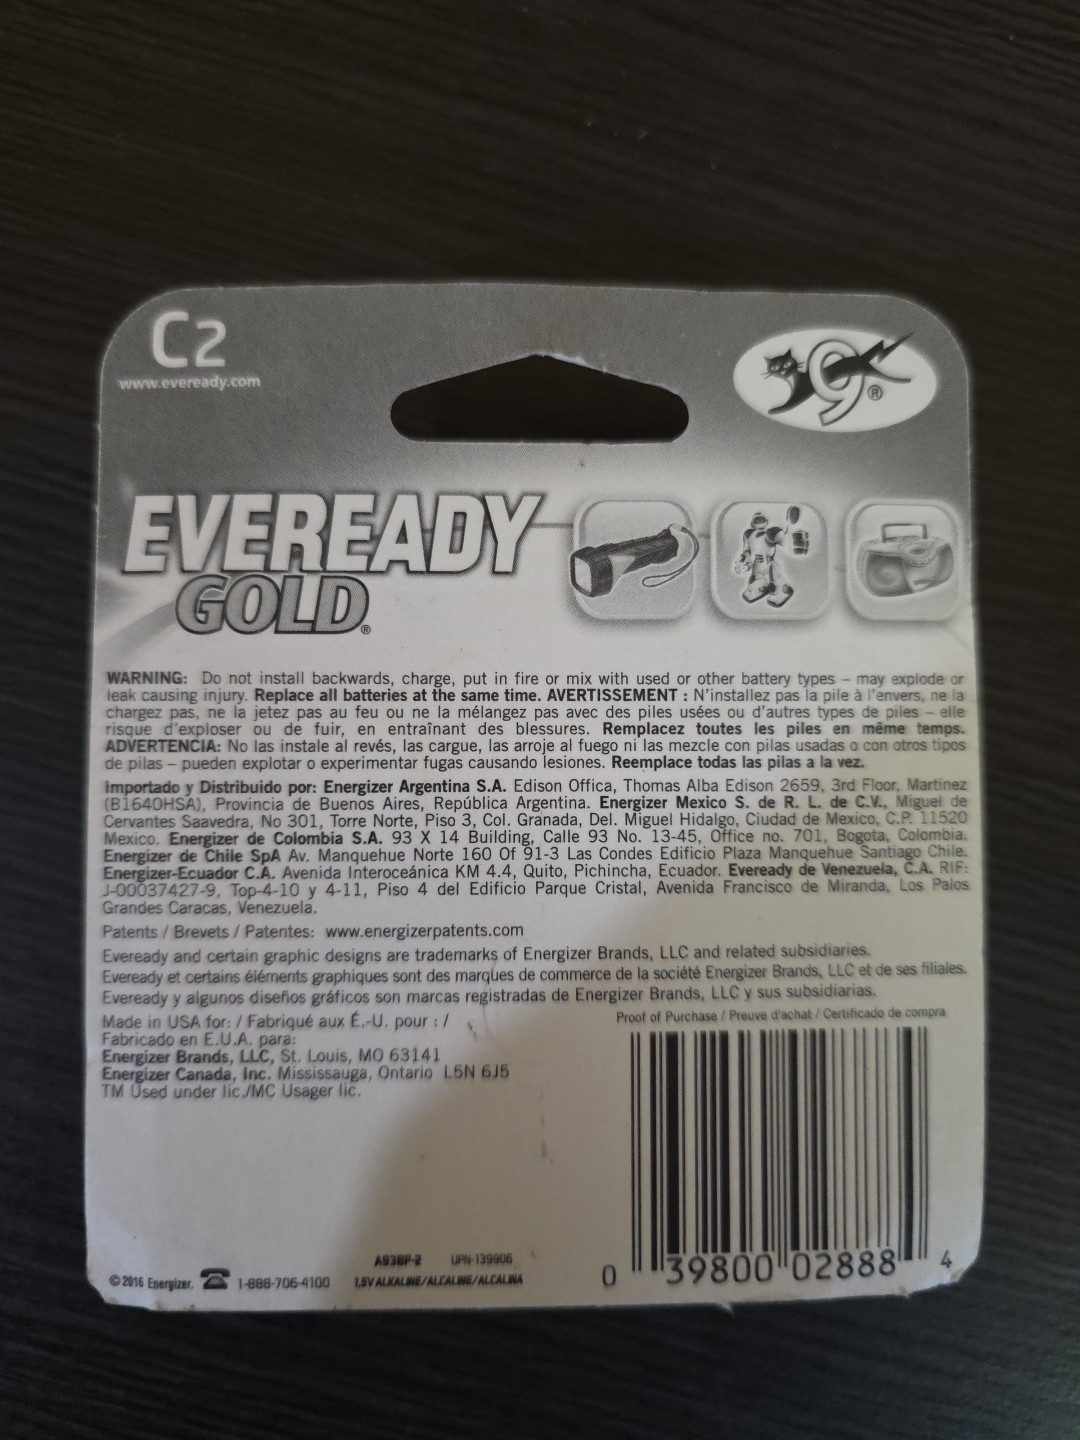 C2
www.eveready.com
9
®
EVEREADY
GOLD®
WARNING: Do not install backwards, charge, put in fire or mix with used or other battery types – may explode or
leak causing injury. Replace all batteries at the same time. AVERTISSEMENT : N'installez pas la pile à l'envers, ne la
chargez pas, ne la jetez pas au feu ou ne la mélangez pas avec des piles usées ou d'autres types de piles – elle
risque d'exploser ou de fuir, en entraînant des blessures. Remplacez toutes les piles en même temps.
ADVERTENCIA: No las instale al revés, las cargue, las arroje al fuego ni las mezcle con pilas usadas o con otros tipos
de pilas – pueden explotar o experimentar fugas causando lesiones. Reemplace todas las pilas a la vez.
Importado y Distribuido por: Energizer Argentina S.A. Edison Offica, Thomas Alba Edison 2659, 3rd Floor, Martinez
(B1640HSA), Provincia de Buenos Aires, República Argentina. Energizer Mexico S. de R. L. de C.V., Miguel de
Cervantes Saavedra, No 301, Torre Norte, Piso 3, Col. Granada, Del. Miguel Hidalgo, Ciudad de Mexico, C.P. 11520
Mexico. Energizer de Colombia S.A. 93 X 14 Building, Calle 93 No. 13-45, Office no. 701, Bogota, Colombia.
Energizer de Chile SpA Av. Manquehue Norte 160 Of 91-3 Las Condes Edificio Plaza Manquehue Santiago Chile.
Energizer-Ecuador C.A. Avenida Interoceánica KM 4.4, Quito, Pichincha, Ecuador. Eveready de Venezuela, C.A. RIF:
J-00037427-9, Top-4-10 y 4-11, Piso 4 del Edificio Parque Cristal, Avenida Francisco de Miranda, Los Palos
Grandes Caracas, Venezuela.
Patents / Brevets / Patentes: www.energizerpatents.com
Eveready and certain graphic designs are trademarks of Energizer Brands, LLC and related subsidiaries.
Eveready et certains éléments graphiques sont des marques de commerce de la société Energizer Brands, LLC et de ses filiales.
Eveready y algunos diseños gráficos son marcas registradas de Energizer Brands, LLC y sus subsidiarias.
Made in USA for: / Fabriqué aux É.-U. pour : /
Fabricado en E.U.A. para:
Energizer Brands, LLC, St. Louis, MO 63141
Energizer Canada, Inc. Mississauga, Ontario L5N 6J5
TM Used under lic./MC Usager lic.
Proof of Purchase / Preuve d'achat / Certificado de compra
A93BP-2 UPN-139906
©2016 Energizer. 1-888-706-4100 1,5V ALKALINE/ALCALINE/ALCALINA
0 39800 02888 4